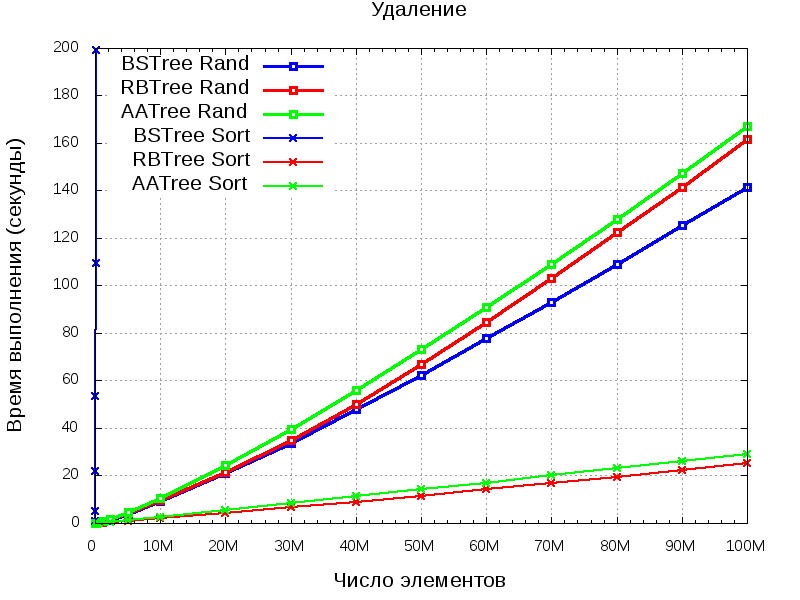 Удаление
Время выполнения (секунды)
200
180
160
140
120
100
80
60
40
20
0
BSTree Rand
RBTree Rand
AATree Rand
BSTree Sort
RBTree Sort
AATree Sort
0 10M 20M 30M 40M 50M 60M 70M 80M 90M 100M
Число элементов